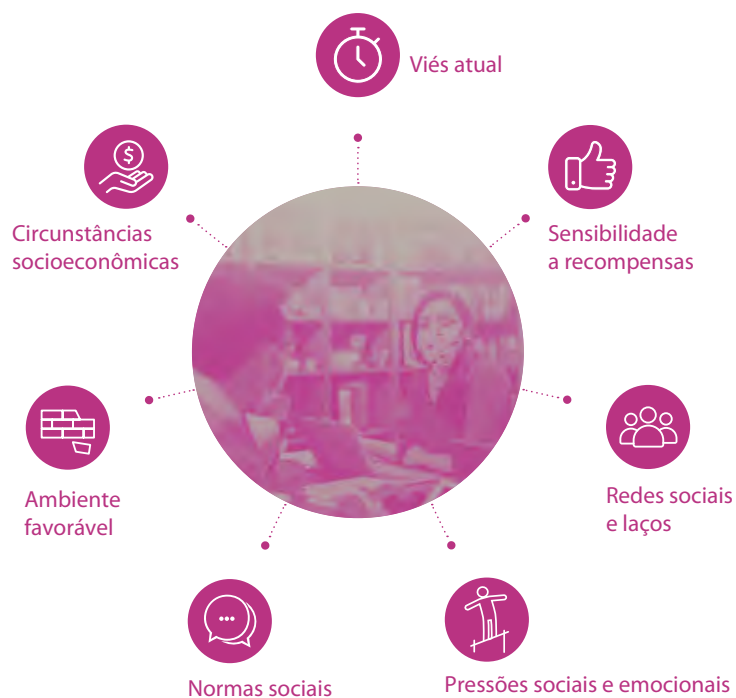 Viés atual
Sensibilidade
a recompensas
Redes sociais
e laços
Pressões sociais e emocionais
Normas sociais
Ambiente
favorável
Circunstâncias
socioeconômicas
$